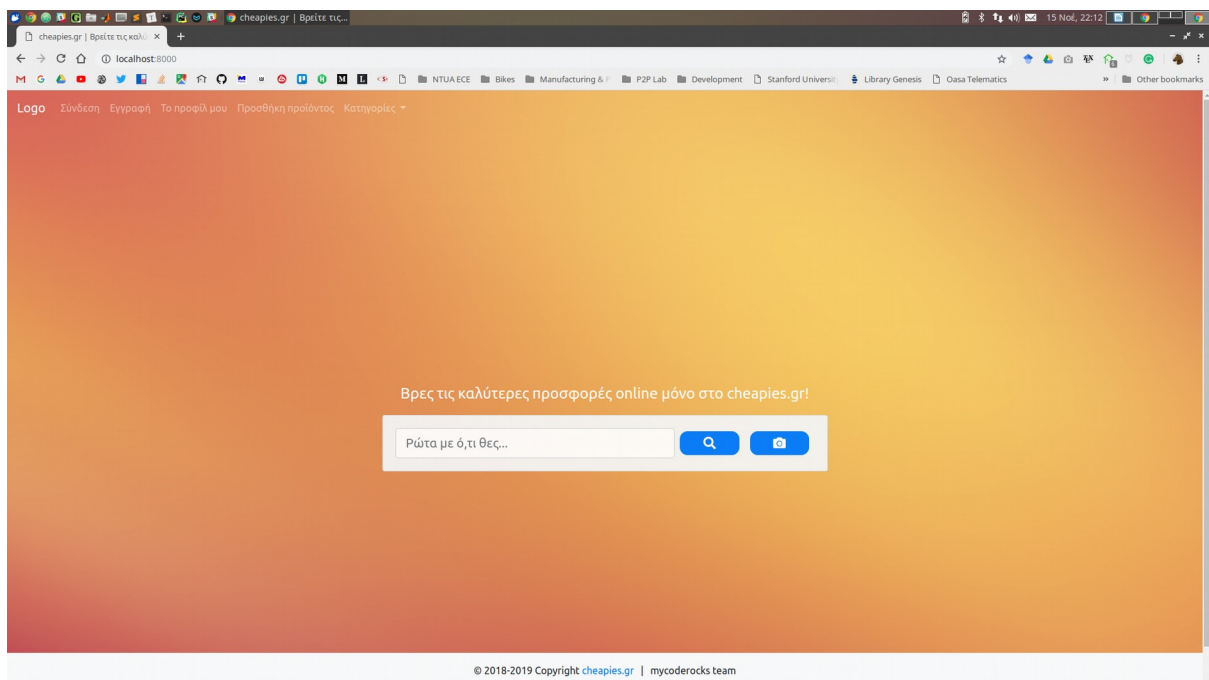 cheapies.gr | Βρείτε τις...
15 Νοέ, 22:12
cheapies.gr | Βρείτε τις καλύ
localhost:8000
NTUA ECE Bikes Manufacturing & P2P Lab Development Stanford Universit Library Genesis Oasa Telematics » Other bookmarks
Logo Σύνδεση Εγγραφή Το προφίλ μου Προσθήκη προϊόντος Κατηγορίες
Βρες τις καλύτερες προσφορές online μόνο στο cheapies.gr!
Ρώτα με ό,τι θες...
© 2018-2019 Copyright cheapies.gr | mycoderocks team